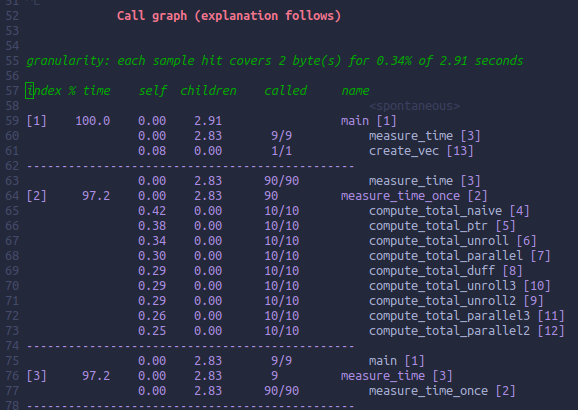 51 ^L
52 Call graph (explanation follows)
53
54
55 granularity: each sample hit covers 2 byte(s) for 0.34% of 2.91 seconds
56
57 index % time self children called name
58 <spontaneous>
59 [1] 100.0 0.00 2.91 main [1]
60 0.00 2.83 9/9 measure_time [3]
61 0.08 0.00 1/1 create_vec [13]
62 -----------------------------------------------
63 0.00 2.83 90/90 measure_time [3]
64 [2] 97.2 0.00 2.83 90 measure_time_once [2]
65 0.42 0.00 10/10 compute_total_naive [4]
66 0.38 0.00 10/10 compute_total_ptr [5]
67 0.34 0.00 10/10 compute_total_unroll [6]
68 0.30 0.00 10/10 compute_total_parallel [7]
69 0.29 0.00 10/10 compute_total_duff [8]
70 0.29 0.00 10/10 compute_total_unroll3 [10]
71 0.29 0.00 10/10 compute_total_unroll2 [9]
72 0.26 0.00 10/10 compute_total_parallel3 [11]
73 0.25 0.00 10/10 compute_total_parallel2 [12]
74 -----------------------------------------------
75 0.00 2.83 9/9 main [1]
76 [3] 97.2 0.00 2.83 9 measure_time [3]
77 0.00 2.83 90/90 measure_time_once [2]
78 -----------------------------------------------